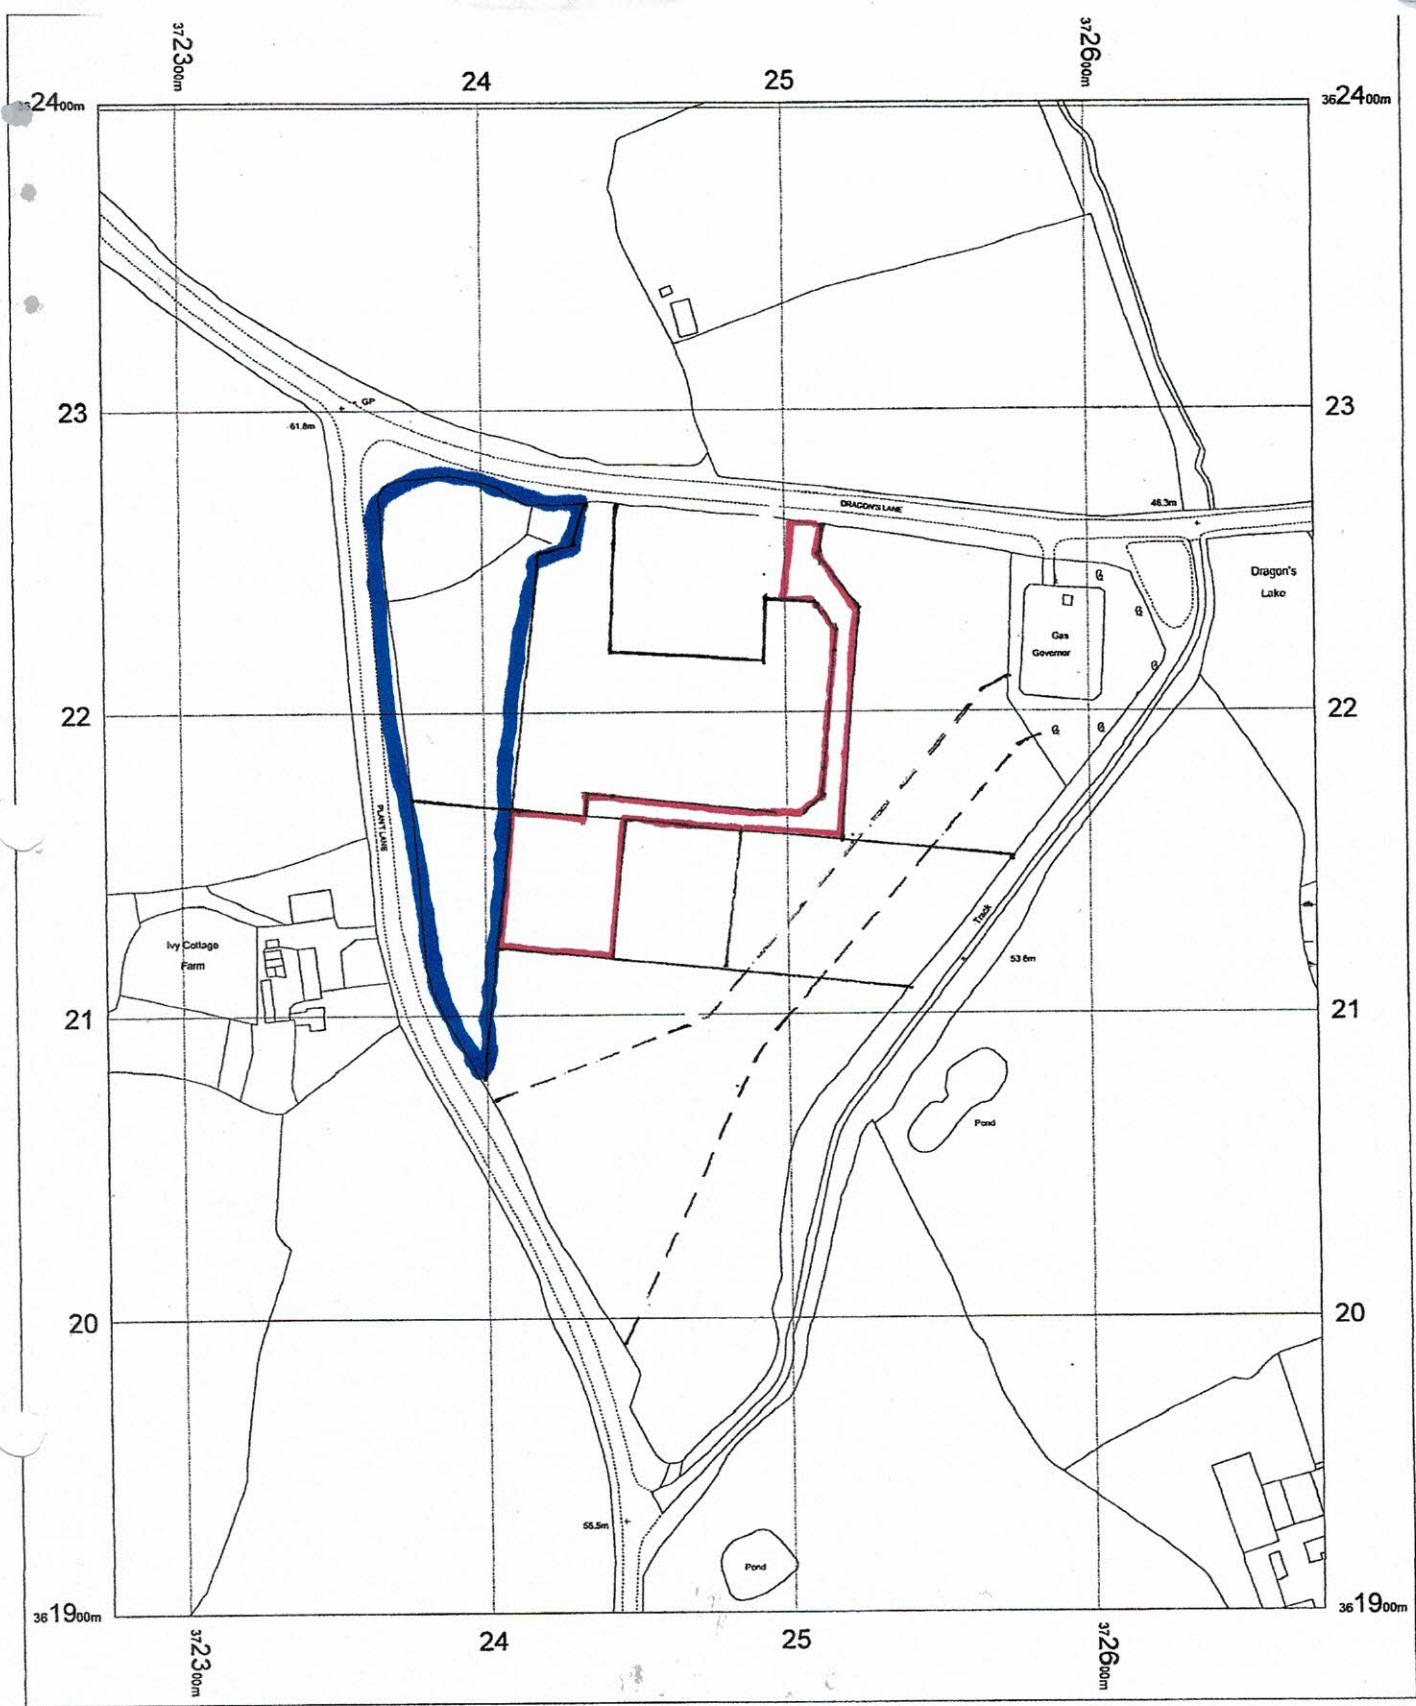 372300m
24
25
372600m
362400m
362400m
GP
61.8m
23
23
46.3m
DRAGON'S LANE
Dragon's
Lake
Gas
Governor
22
22
PLANT LANE
Track
Ivy Cottage
Farm
53.6m
21
21
Pond
20
20
55.5m
Pond
361900m
361900m
372300m
24
25
372600m